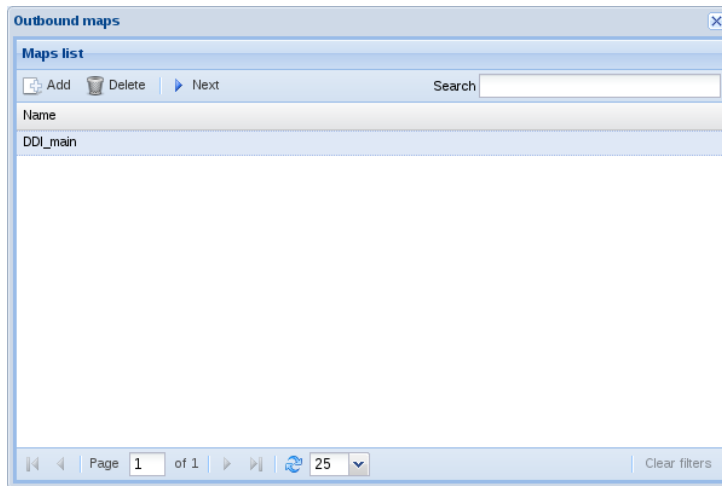 Outbound maps
Maps list
Add Delete Next Search
Name
DDI_main
Page 1 of 1 25 Clear filters